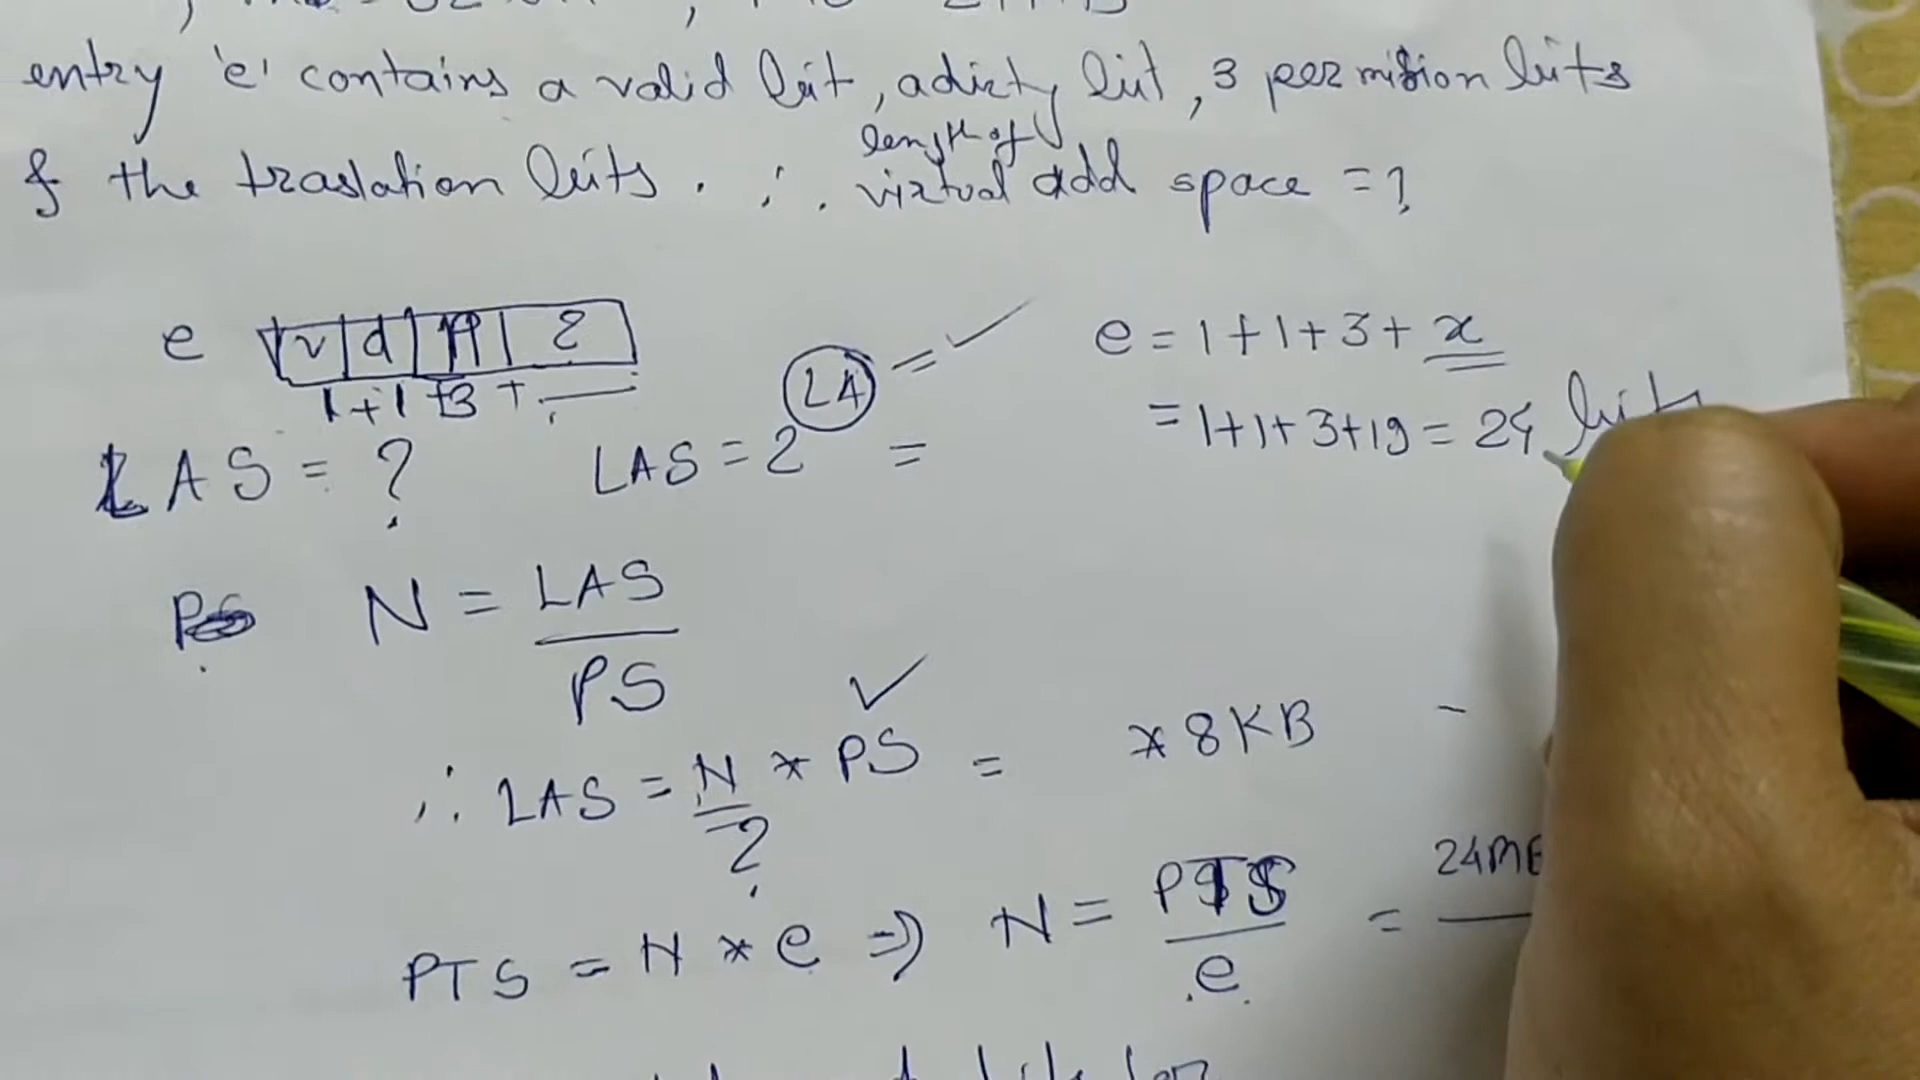 entry 'e' contains a valid bit, a dirty bit, 3 permission bits
& the traslation bits. ∴ length of virtual add space = ?
e v d P 2
1+1+3+
LA =
e = 1+1+3+x
= 1+1+3+19 = 24 bits
LAS = ?
LAS = 2 =
N = LAS
PS
∴ LAS = N * PS = * 8KB
?
24MB
PTS = N * e ⇒ N = PTS =
e